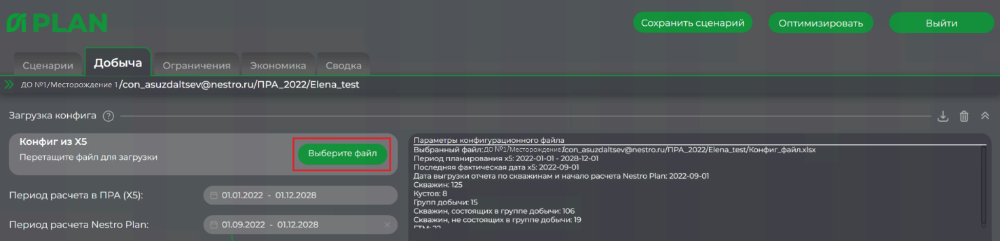 PLAN
Сохранить сценарий Оптимизировать Выйти
Сценарии Добыча Ограничения Экономика Сводка
ДО №1/Месторождение 1/con_asuzdaltsev@nestro.ru/ПРА_2022/Elena_test
Загрузка конфига ?
Конфиг из X5
Перетащите файл для загрузки
Выберите файл
Период расчета в ПРА (X5): 01.01.2022 - 01.12.2028
Период расчета Nestro Plan: 01.09.2022 - 01.12.2028
Параметры конфигурационного файла
Выбранный файл: ДО №1/Месторождение 1/con_asuzdaltsev@nestro.ru/ПРА_2022/Elena_test/Конфиг_файл.xlsx
Период планирования x5: 2022-01-01 - 2028-12-01
Последняя фактическая дата x5: 2022-09-01
Дата выгрузки отчета по скважинам и начало расчета Nestro Plan: 2022-09-01
Скважин: 125
Кустов: 8
Групп добычи: 15
Скважин, состоящих в группе добычи: 106
Скважин, не состоящих в группе добычи: 19